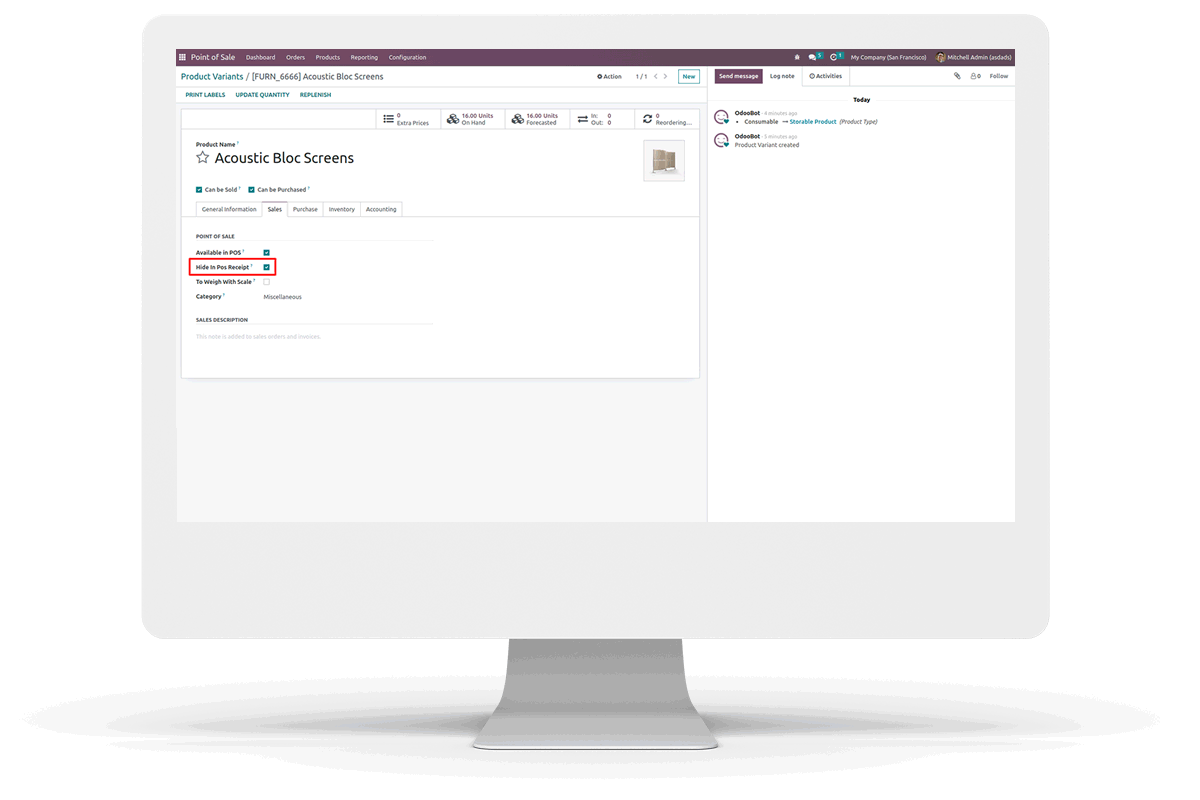 Point of Sale Dashboard Orders Products Reporting Configuration 5 1 My Company (San Francisco) Mitchell Admin (asdads)
Product Variants / [FURN_6666] Acoustic Bloc Screens Action 1 / 1 New
PRINT LABELS UPDATE QUANTITY REPLENISH
0 Extra Prices
16.00 Units On Hand
16.00 Units Forecasted
In: 0
Out: 0
0 Reordering...
Product Name ?
Acoustic Bloc Screens
Can be Sold ? Can be Purchased ?
General Information Sales Purchase Inventory Accounting
POINT OF SALE
Available in POS ?
Hide In Pos Receipt ?
To Weigh With Scale ?
Category ? Miscellaneous
SALES DESCRIPTION
This note is added to sales orders and invoices.
Send message Log note Activities 0 Follow
Today
OdooBot - 4 minutes ago
• Consumable → Storable Product (Product Type)
OdooBot - 5 minutes ago
Product Variant created